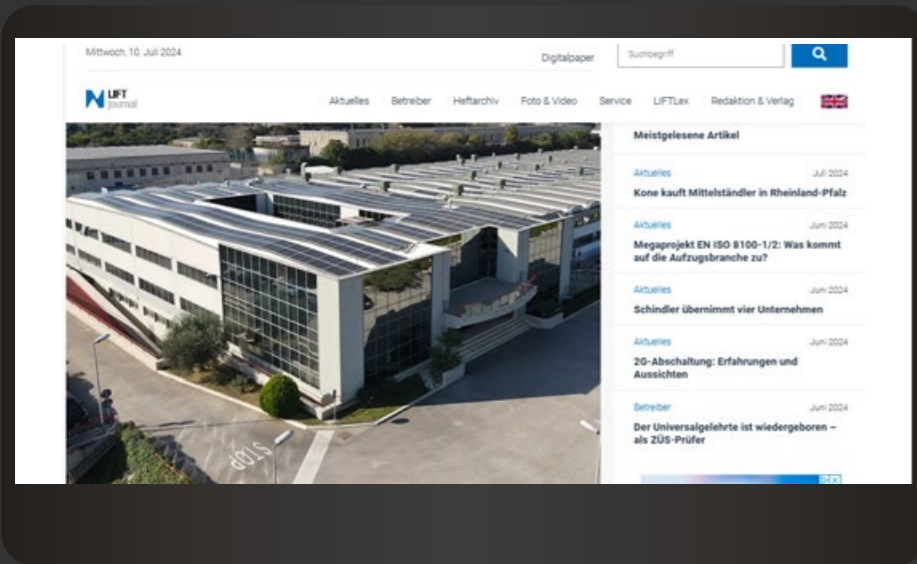 Mittwoch, 10. Juli 2024
Digitalpaper
Suchbegriff
LIFT
journal
Aktuelles Betreiber Heftarchiv Foto & Video Service LIFTLex Redaktion & Verlag
Meistgelesene Artikel
Aktuelles Juli 2024
Kone kauft Mittelständler in Rheinland-Pfalz
Aktuelles Juni 2024
Megaprojekt EN ISO 8100-1/2: Was kommt
auf die Aufzugsbranche zu?
Aktuelles Juni 2024
Schindler übernimmt vier Unternehmen
Aktuelles Juni 2024
2G-Abschaltung: Erfahrungen und
Aussichten
Betreiber Juni 2024
Der Universalgelehrte ist wiedergeboren –
als ZÜS-Prüfer
STOP